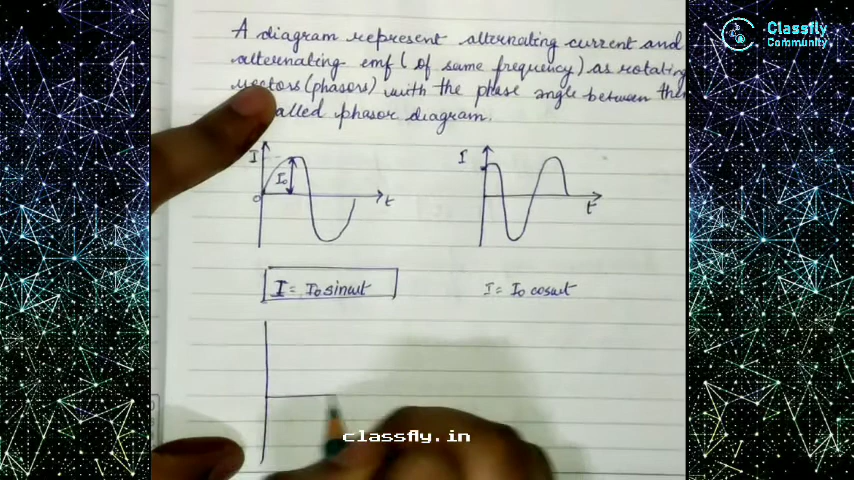 Classfly
Community
A diagram represent alternating current and
alternating emf ( of same frequency) as rotating
vectors (phasors) with the phase angle between
called phasor diagram.
I
I₀
0
t
I
t
I = I₀ sinωt
I = I₀ cosωt
classfly.in